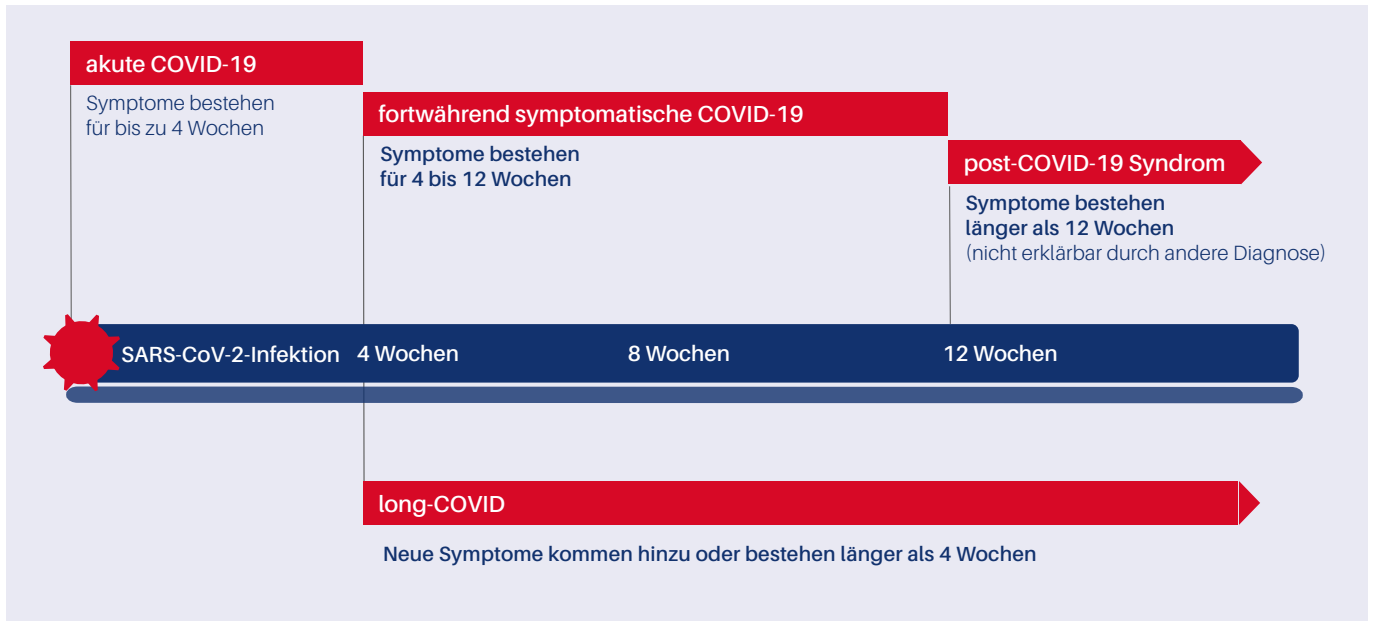 akute COVID-19
Symptome bestehen
für bis zu 4 Wochen
fortwährend symptomatische COVID-19
Symptome bestehen
für 4 bis 12 Wochen
post-COVID-19 Syndrom
Symptome bestehen
länger als 12 Wochen
(nicht erklärbar durch andere Diagnose)
SARS-CoV-2-Infektion 4 Wochen 8 Wochen 12 Wochen
long-COVID
Neue Symptome kommen hinzu oder bestehen länger als 4 Wochen